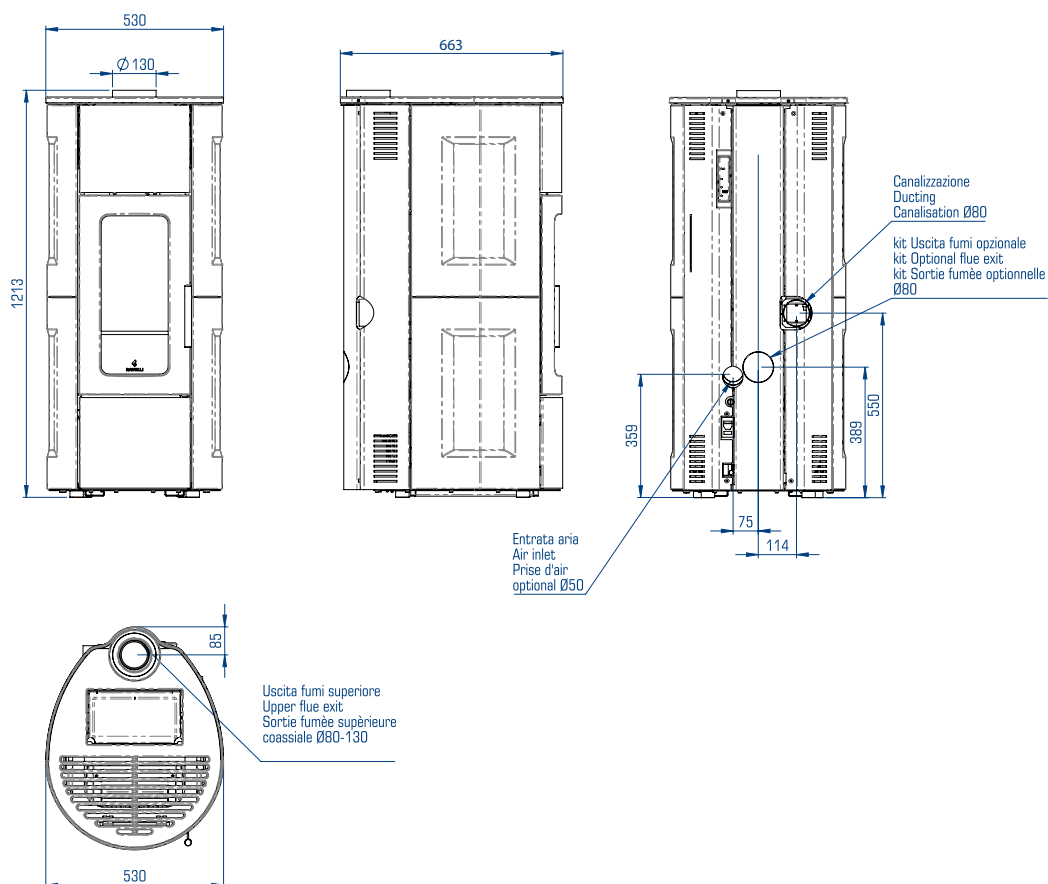 530
Ø 130
1213
RAVELLI
663
Canalizzazione
Ducting
Canalisation Ø80
kit Uscita fumi opzionale
kit Optional flue exit
kit Sortie fumèe optionnelle
Ø80
359
389
550
75
114
Entrata aria
Air inlet
Prise d'air
optional Ø50
85
Uscita fumi superiore
Upper flue exit
Sortie fumèe supèrieure
coassiale Ø80-130
530